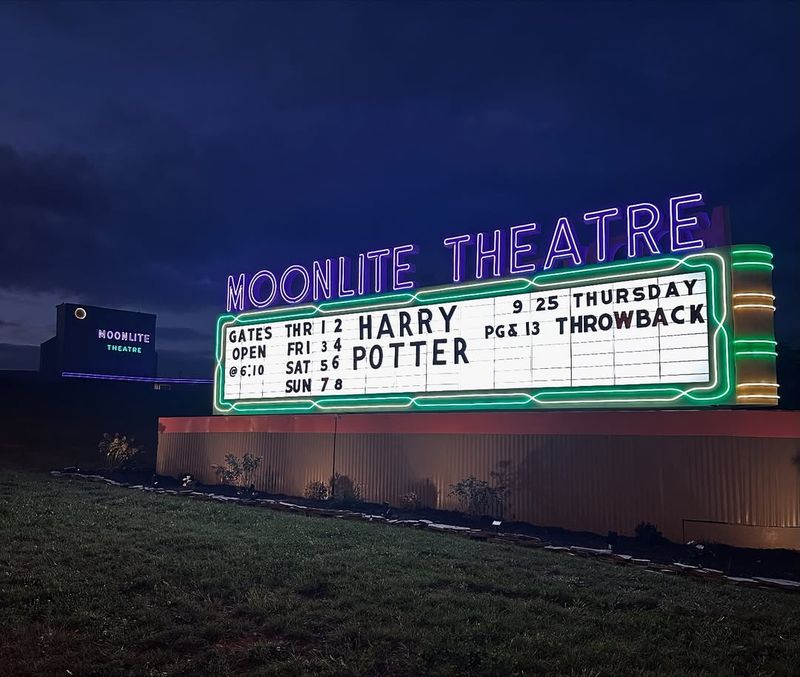 MOONLITE THEATRE
GATES THR 1 2 HARRY 9 25 THURSDAY
OPEN FRI 3 4 POTTER PG& 13 THROWBACK
@ 6:10 SAT 5 6
SUN 7 8
MOONLITE
THEATRE